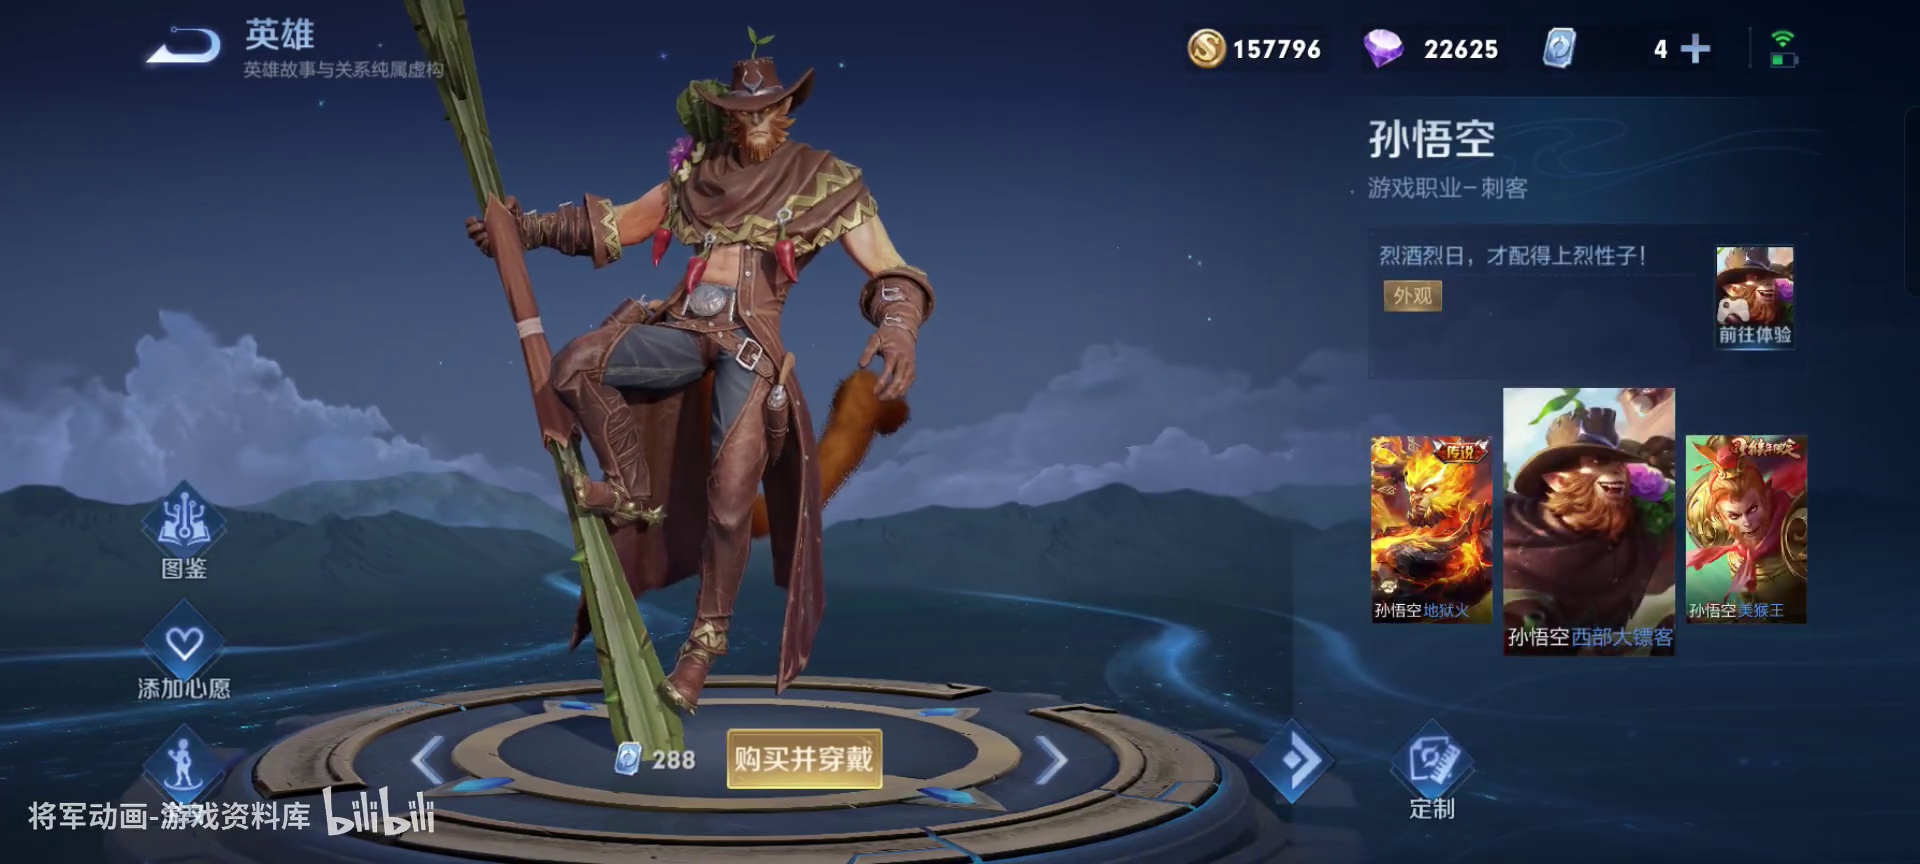 英雄
英雄故事与关系纯属虚构
157796
22625
4
孙悟空
游戏职业-刺客
烈酒烈日，才配得上烈性子！
外观
前往体验
传说
孙悟空地狱火
孙悟空西部大镖客
孙悟空美猴王
图鉴
添加心愿
288
购买并穿戴
定制
将军动画-游戏资料库
bilibili